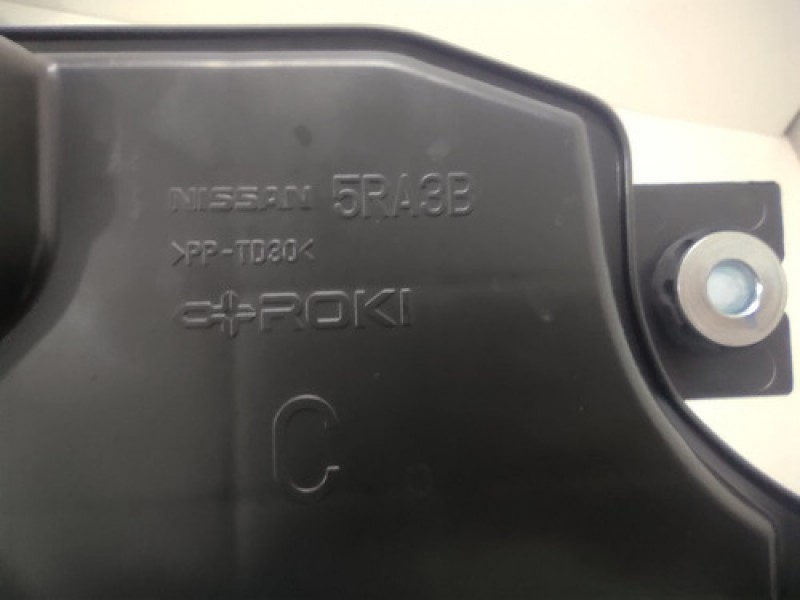 NISSAN 5RA3B
>PP-TD30<
ROKI
C